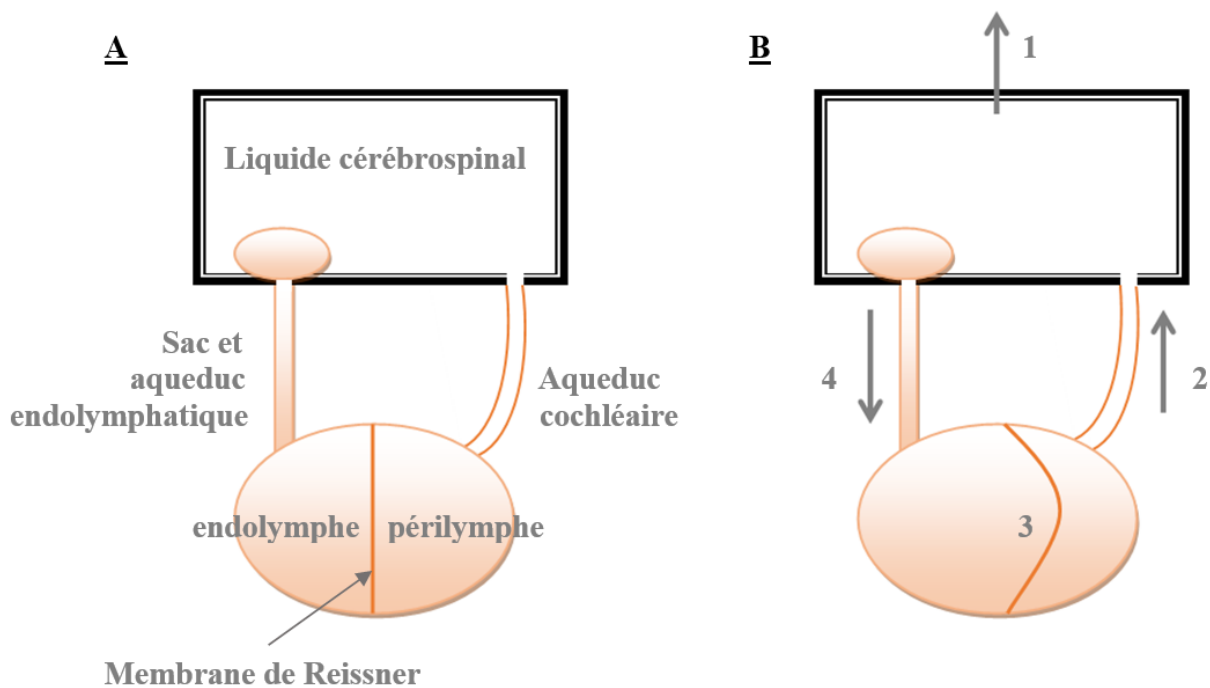 A
Liquide cérébrospinal
Sac et
aqueduc
endolymphatique
Aqueduc
cochléaire
endolymphe
périlymphe
Membrane de Reissner
B
1
4
2
3